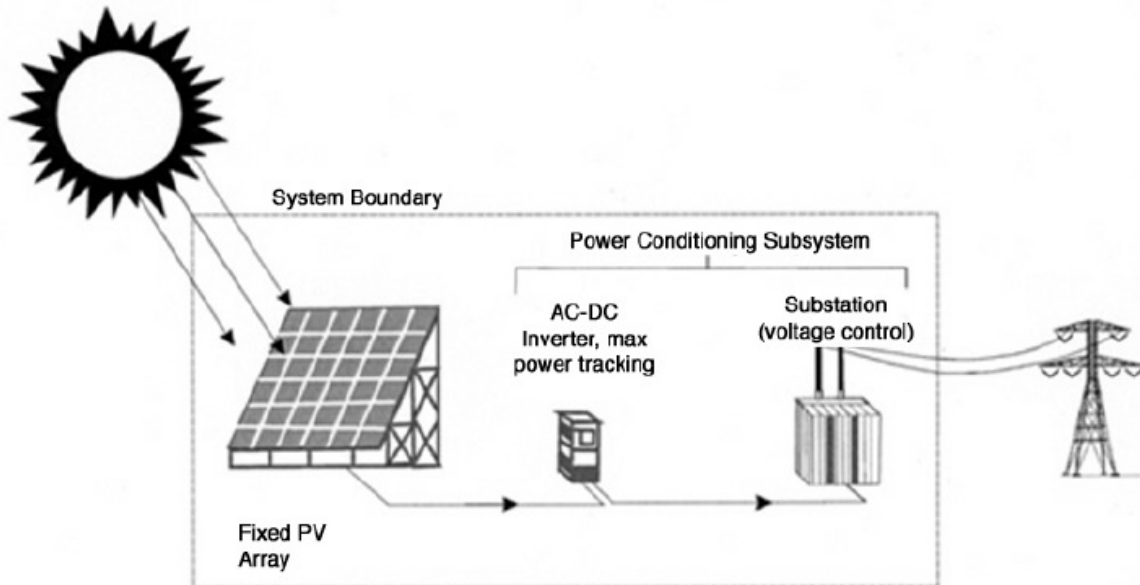 System Boundary
Power Conditioning Subsystem
AC-DC
Inverter, max
power tracking
Substation
(voltage control)
Fixed PV
Array